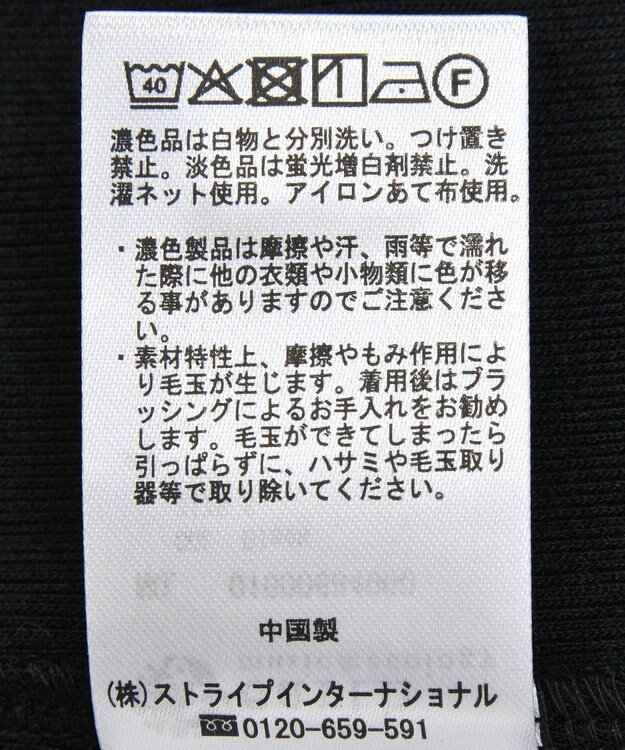 40 F
濃色品は白物と分別洗い。つけ置き
禁止。淡色品は蛍光増白剤禁止。洗
濯ネット使用。アイロンあて布使用。
・濃色製品は摩擦や汗、雨等で濡れ
た際に他の衣類や小物類に色が移
る事がありますのでご注意くださ
い。
・素材特性上、摩擦やもみ作用によ
り毛玉が生じます。着用後はブラ
ッシングによるお手入れをお勧め
します。毛玉ができてしまったら
引っぱらずに、ハサミや毛玉取り
器等で取り除いてください。
中国製
(株)ストライプインターナショナル
0120-659-591